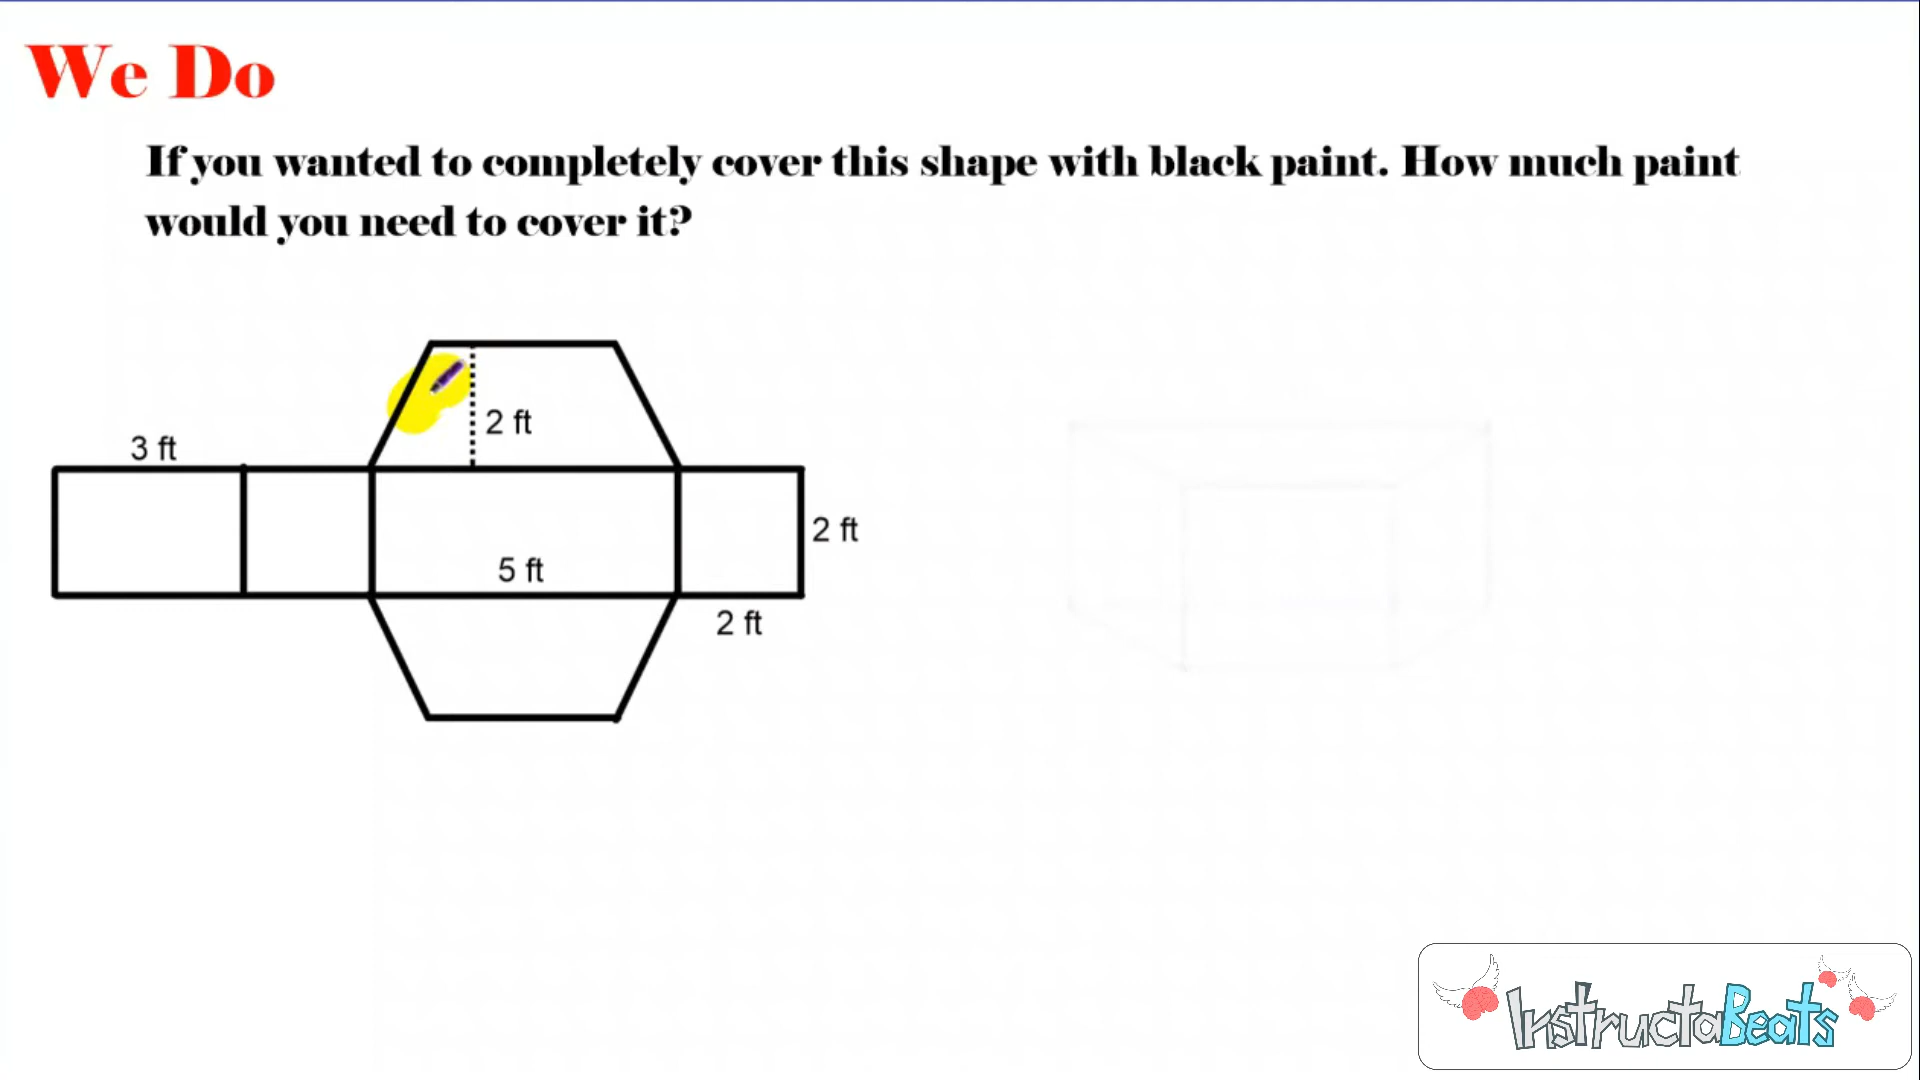 We Do
If you wanted to completely cover this shape with black paint. How much paint
would you need to cover it?
2 ft
3 ft
2 ft
5 ft
2 ft
InstructaBeats